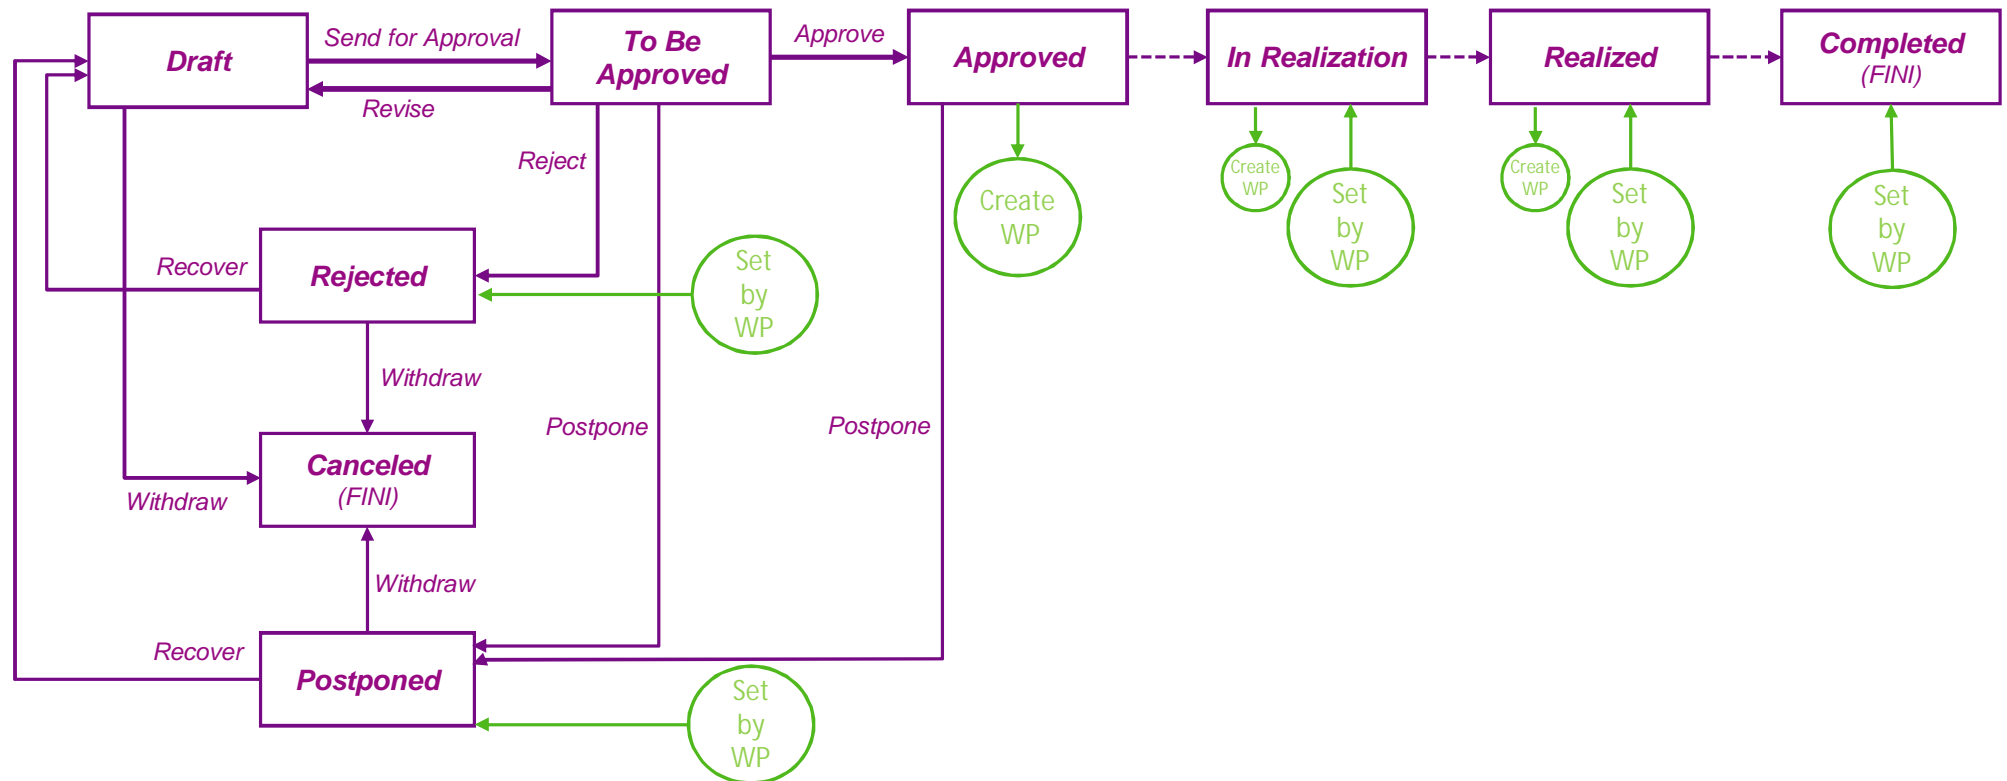 Draft
Send for Approval
Revise
To Be
Approved
Approve
Approved
In Realization
Realized
Completed
(FINI)
Reject
Create
WP
Create
WP
Set
by
WP
Create
WP
Set
by
WP
Set
by
WP
Recover
Rejected
Set
by
WP
Withdraw
Postpone
Postpone
Canceled
(FINI)
Withdraw
Withdraw
Recover
Postponed
Set
by
WP